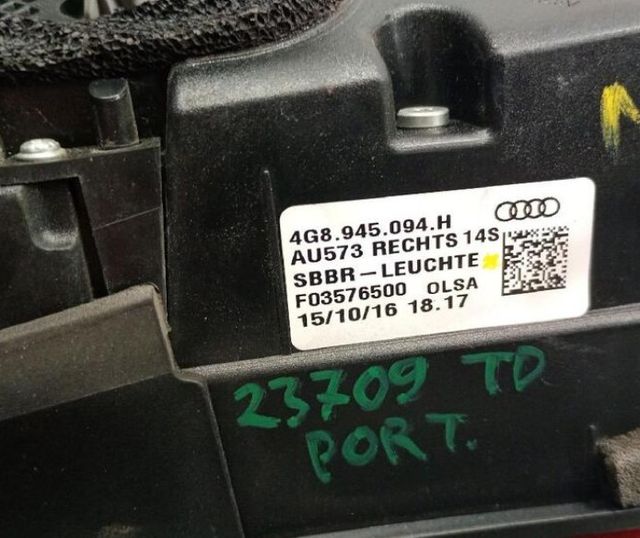 4G8.945.094.H
AU573 RECHTS 14S
SBBR-LEUCHTE
F03576500 OLSA
15/10/16 18.17
23709 TD
PORT.